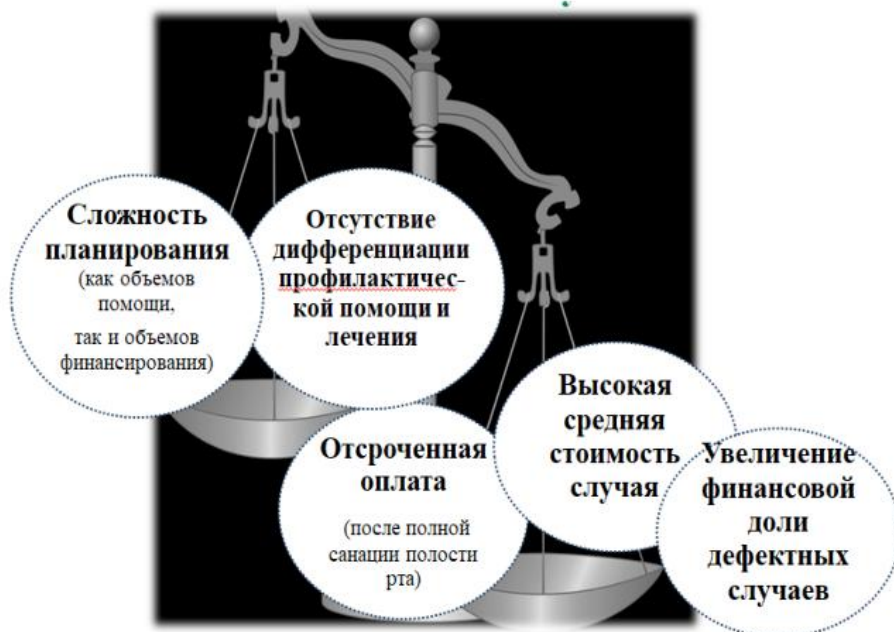 Сложность
планирования
(как объемов
помощи,
так и объемов
финансирования)
Отсутствие
дифференциации
профилактичес-
кой помощи и
лечения
Отсроченная
оплата
(после полной
санации полости
рта)
Высокая
средняя
стоимость
случая
Увеличение
финансовой
доли
дефектных
случаев